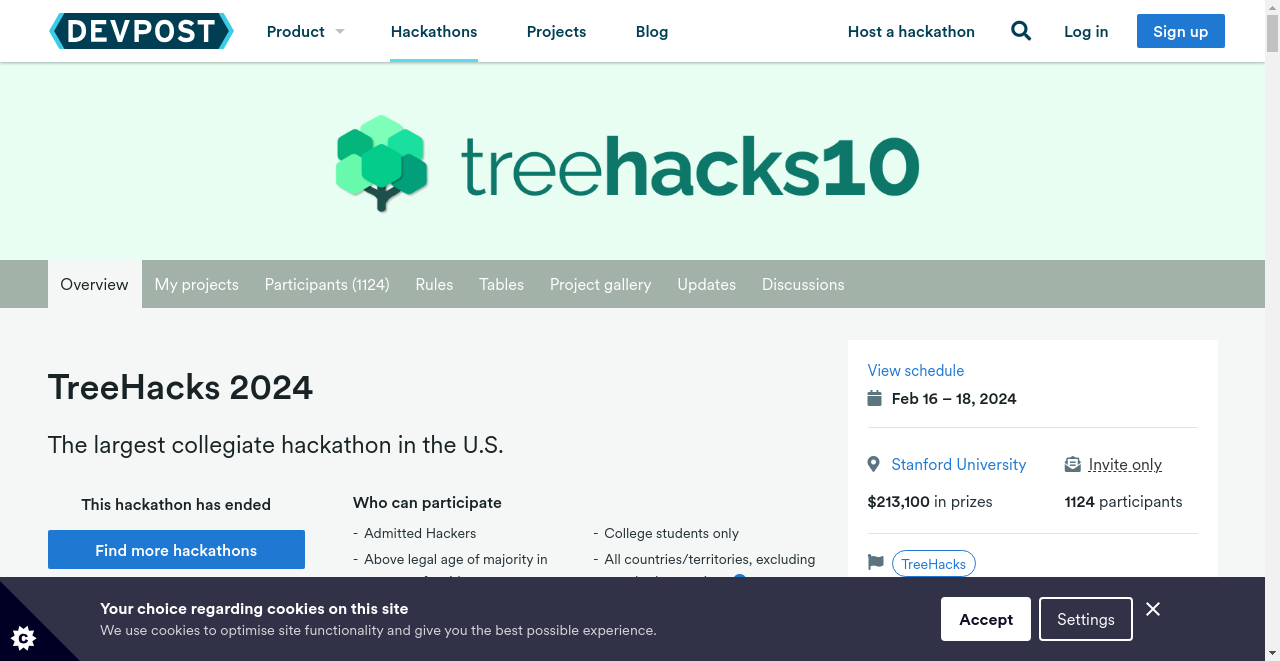 DEVPOST Product Hackathons Projects Blog Host a hackathon Log in Sign up
treehacks10
Overview My projects Participants (1124) Rules Tables Project gallery Updates Discussions
TreeHacks 2024
The largest collegiate hackathon in the U.S.
This hackathon has ended
Find more hackathons
Who can participate
- Admitted Hackers
- Above legal age of majority in
- College students only
- All countries/territories, excluding
View schedule
Feb 16 – 18, 2024
Stanford University Invite only
$213,100 in prizes 1124 participants
TreeHacks
Your choice regarding cookies on this site
We use cookies to optimise site functionality and give you the best possible experience.
Accept Settings